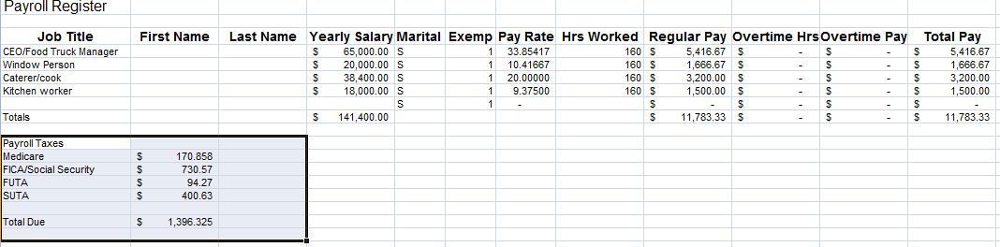 Payroll Register
Job Title First Name Last Name Yearly Salary Marital Exemp Pay Rate Hrs Worked Regular Pay Overtime Hrs Overtime Pay Total Pay
CEO/Food Truck Manager $ 65,000.00 S 1 33.85417 160 $ 5,416.67 $ - $ - $ 5,416.67
Window Person $ 20,000.00 S 1 10.41667 160 $ 1,666.67 $ - $ - $ 1,666.67
Caterer/cook $ 38,400.00 S 1 20.00000 160 $ 3,200.00 $ - $ - $ 3,200.00
Kitchen worker $ 18,000.00 S 1 9.37500 160 $ 1,500.00 $ - $ - $ 1,500.00
S 1 - $ - $ - $ - $ -
Totals $ 141,400.00 $ 11,783.33 $ - $ - $ 11,783.33
Payroll Taxes
Medicare $ 170.858
FICA/Social Security $ 730.57
FUTA $ 94.27
SUTA $ 400.63
Total Due $ 1,396.325